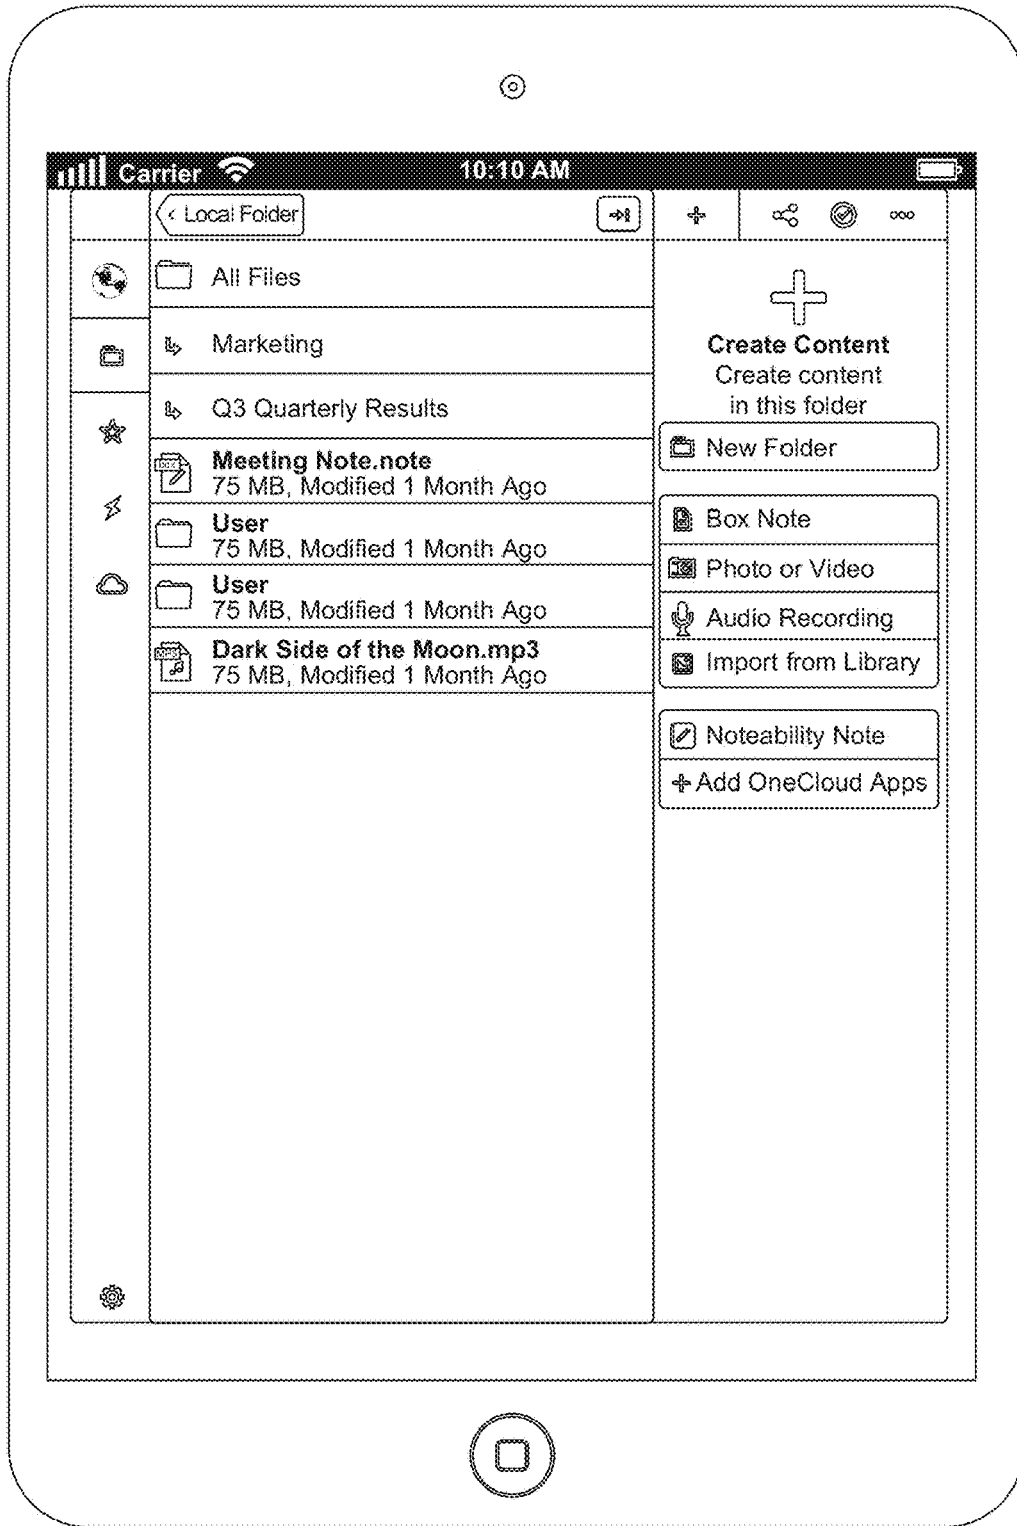 Carrier
10:10 AM
< Local Folder
All Files
Marketing
Q3 Quarterly Results
Meeting Note.note
75 MB, Modified 1 Month Ago
User
75 MB, Modified 1 Month Ago
User
75 MB, Modified 1 Month Ago
Dark Side of the Moon.mp3
75 MB, Modified 1 Month Ago
Create Content
Create content
in this folder
New Folder
Box Note
Photo or Video
Audio Recording
Import from Library
Noteability Note
+ Add OneCloud Apps